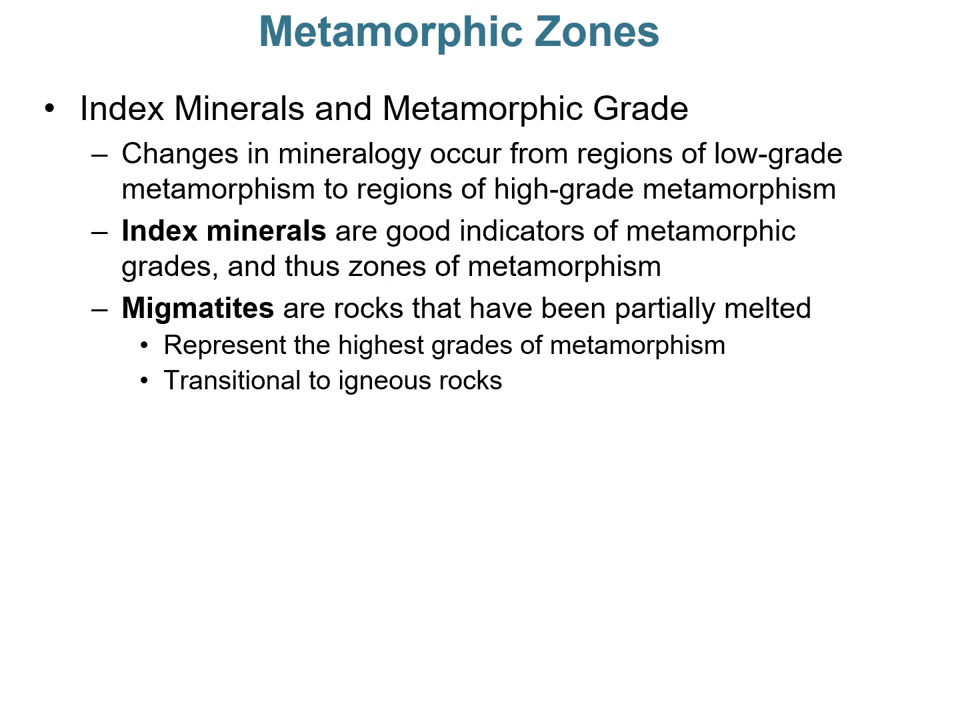 Metamorphic Zones
• Index Minerals and Metamorphic Grade
– Changes in mineralogy occur from regions of low-grade
metamorphism to regions of high-grade metamorphism
– Index minerals are good indicators of metamorphic
grades, and thus zones of metamorphism
– Migmatites are rocks that have been partially melted
• Represent the highest grades of metamorphism
• Transitional to igneous rocks